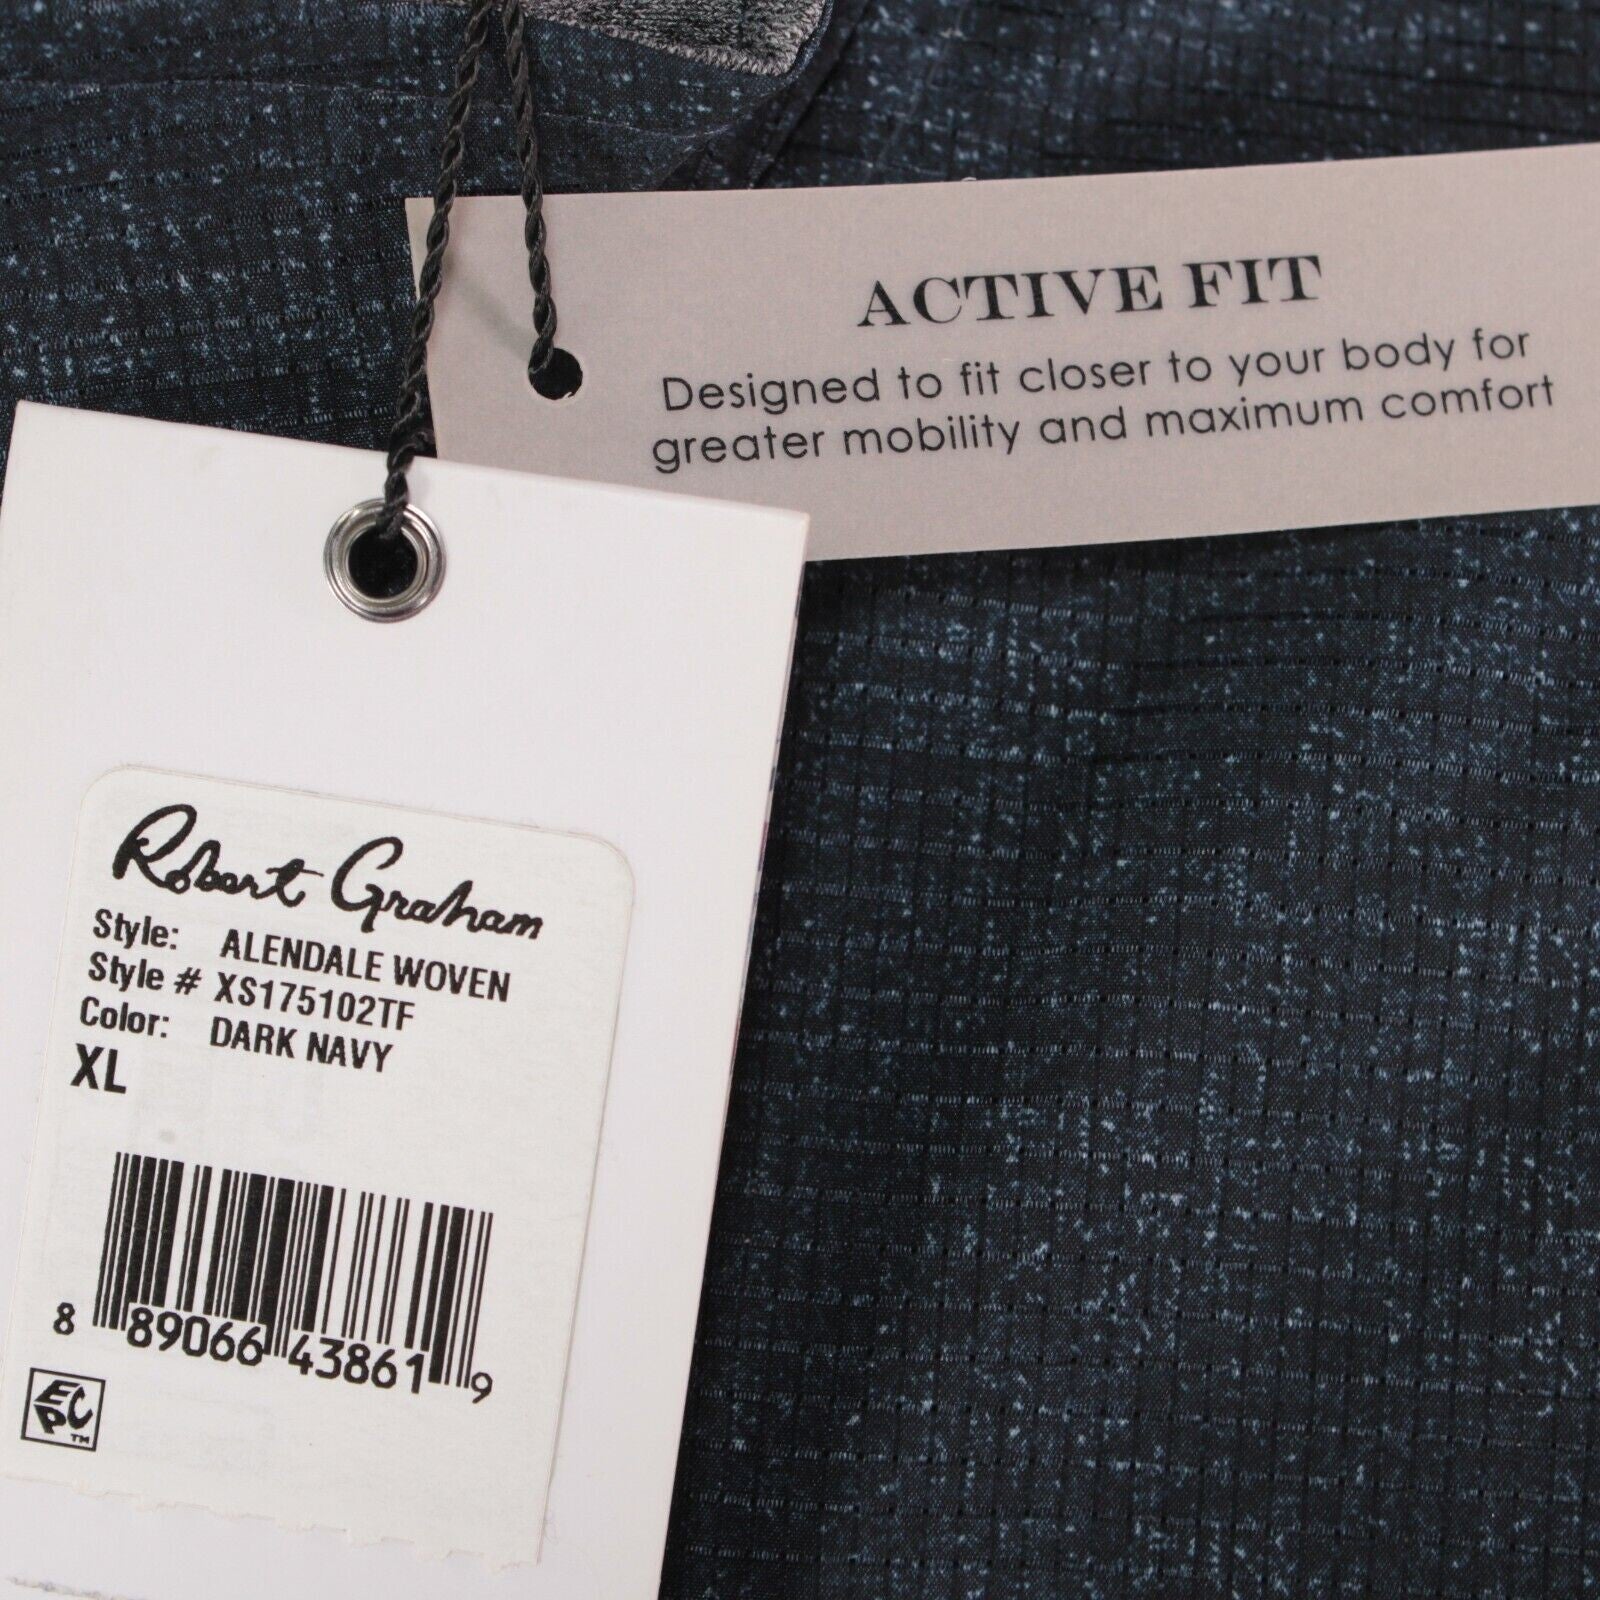 ACTIVE FIT
Designed to fit closer to your body for
greater mobility and maximum comfort
Robert Graham
Style: ALENDALE WOVEN
Style # XS175102TF
Color: DARK NAVY
XL
8 89066 43861 9
EPC TM